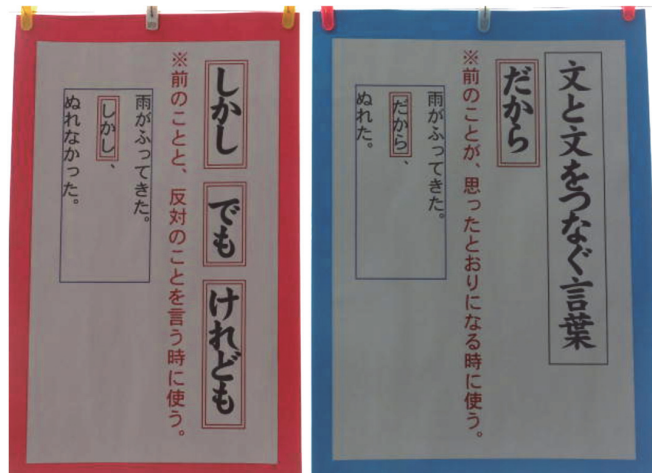 文と文をつなぐ言葉
だから
※前のことが、思ったとおりになる時に使う。
雨がふってきた。
だから、
ぬれた。
しかし でも けれども
※前のことと、反対のことを言う時に使う。
雨がふってきた。
しかし、
ぬれなかった。